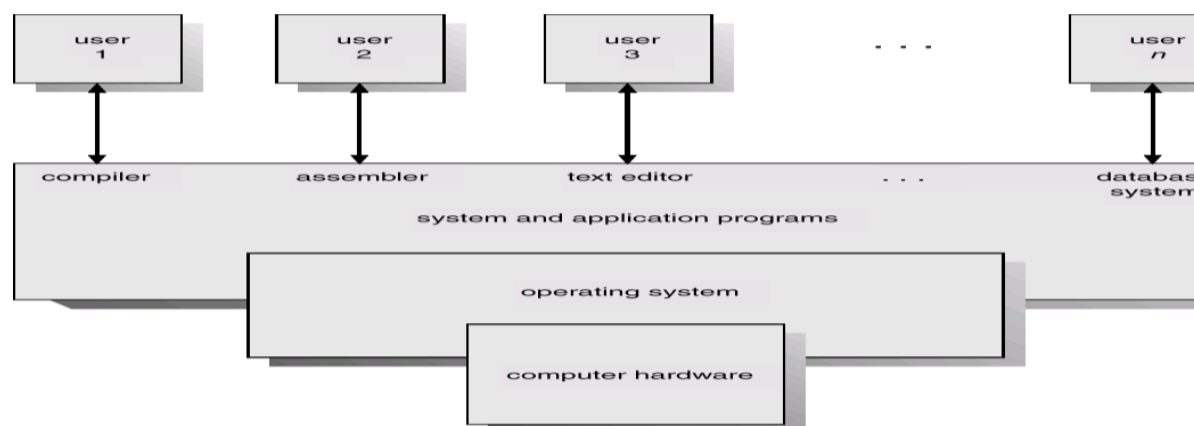 user
1
user
2
user
3
. . .
user
n
compiler
assembler
text editor
. . .
databas
system
system and application programs
operating system
computer hardware